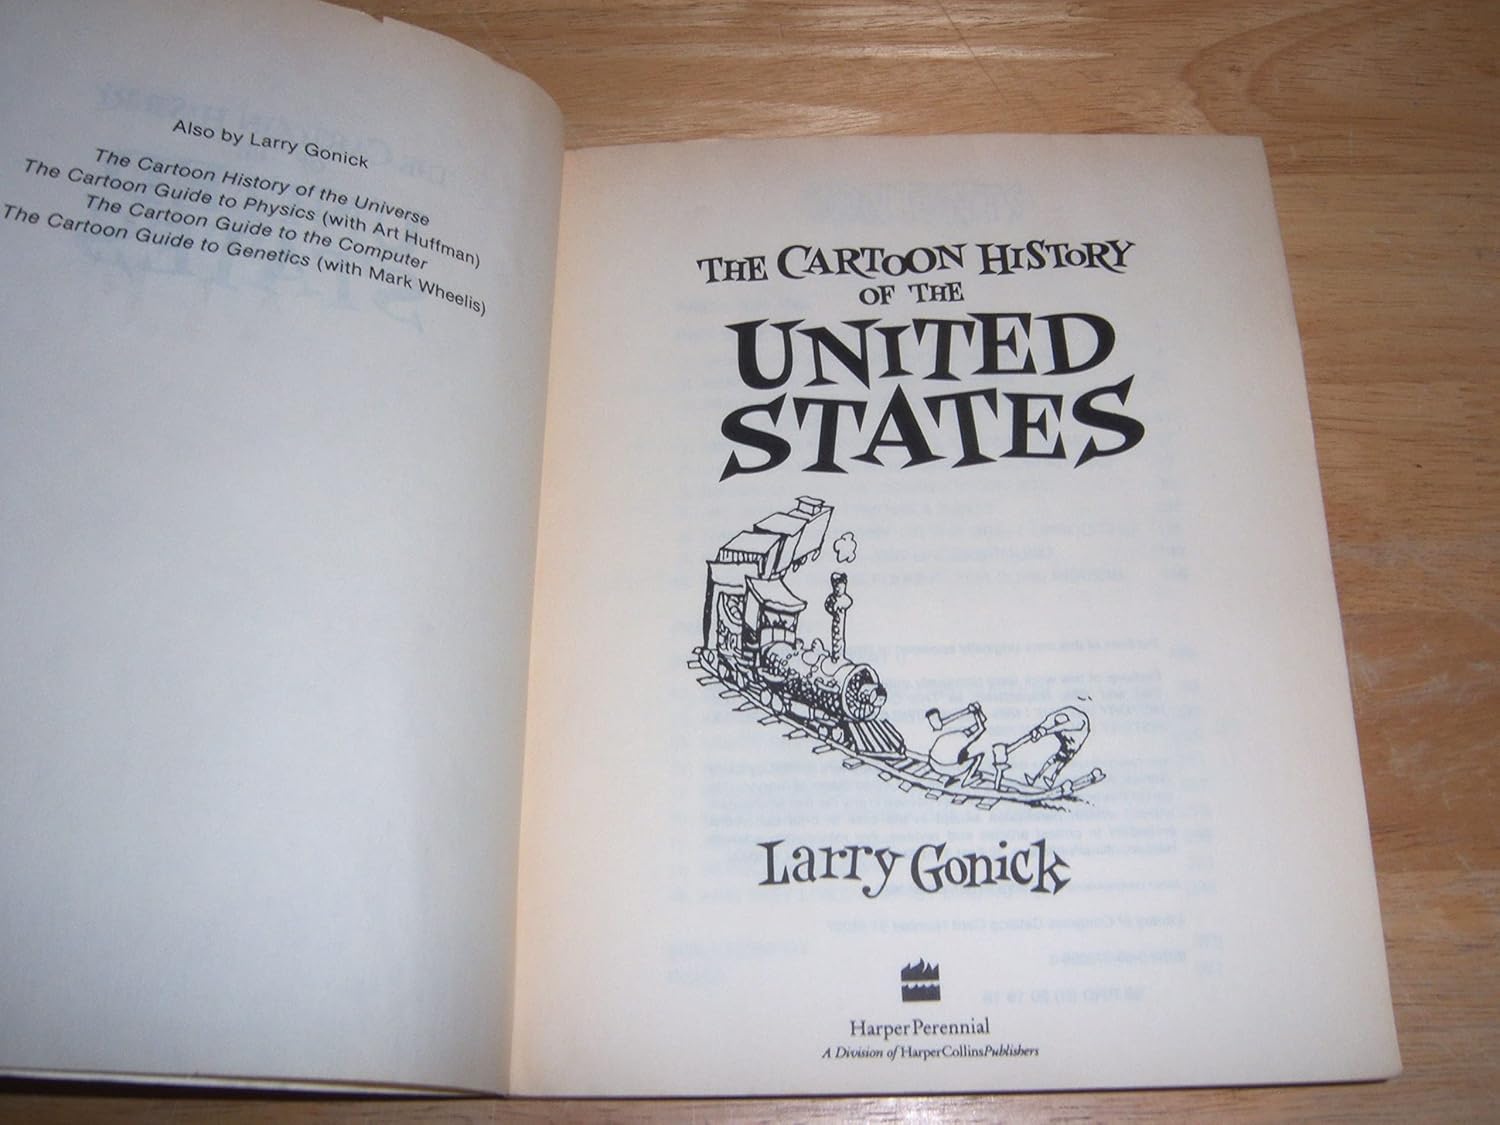 Also by Larry Gonick
The Cartoon History of the Universe
The Cartoon Guide to Physics (with Art Huffman)
The Cartoon Guide to the Computer
The Cartoon Guide to Genetics (with Mark Wheelis)
THE CARTOON HISTORY
OF THE
UNITED
STATES
Larry Gonick
HarperPerennial
A Division of HarperCollinsPublishers